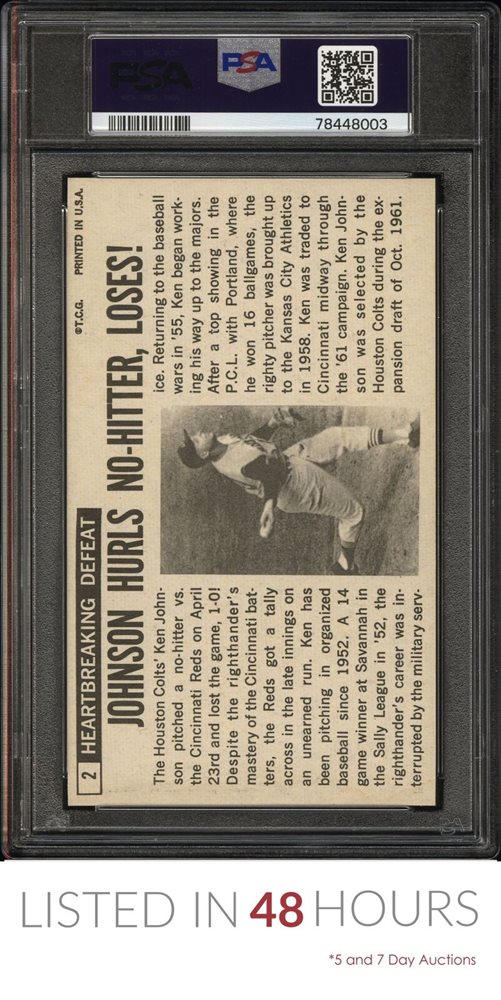 PSA
PSA
78448003
2 HEARTBREAKING DEFEAT
©T.C.G. PRINTED IN U.S.A.
JOHNSON HURLS NO-HITTER, LOSES!
The Houston Colts' Ken John-
son pitched a no-hitter vs.
the Cincinnati Reds on April
23rd and lost the game, 1-0!
Despite the righthander's
mastery of the Cincinnati bat-
ters, the Reds got a tally
across in the late innings on
an unearned run. Ken has
been pitching in organized
baseball since 1952. A 14
game winner at Savannah in
the Sally League in '52, the
righthander's career was in-
terrupted by the military serv-
ice. Returning to the baseball
wars in '55, Ken began work-
ing his way up to the majors.
After a top showing in the
P.C.L. with Portland, where
he won 16 ballgames, the
righty pitcher was brought up
to the Kansas City Athletics
in 1958. Ken was traded to
Cincinnati midway through
the '61 campaign. Ken John-
son was selected by the
Houston Colts during the ex-
pansion draft of Oct. 1961.
LISTED IN 48 HOURS
*5 and 7 Day Auctions